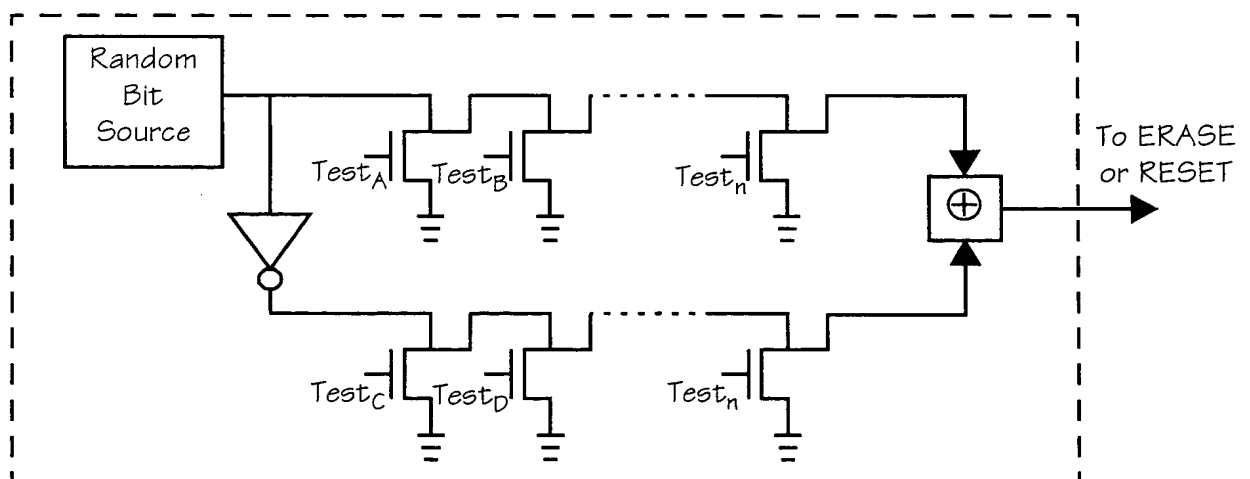 Random
Bit
Source
To ERASE
or RESET
Test_A
Test_B
Test_n
Test_C
Test_D
Test_n